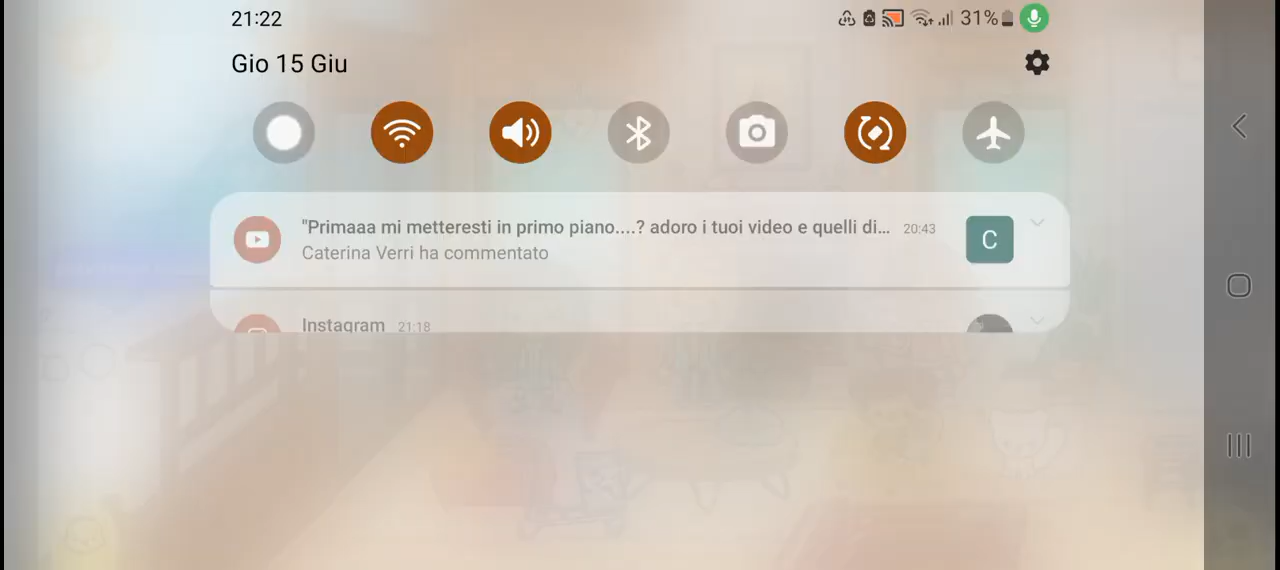 21:22
31%
Gio 15 Giu
"Primaaa mi metteresti in primo piano....? adoro i tuoi video e quelli di... 20:43
C
Caterina Verri ha commentato
Instagram 21:18